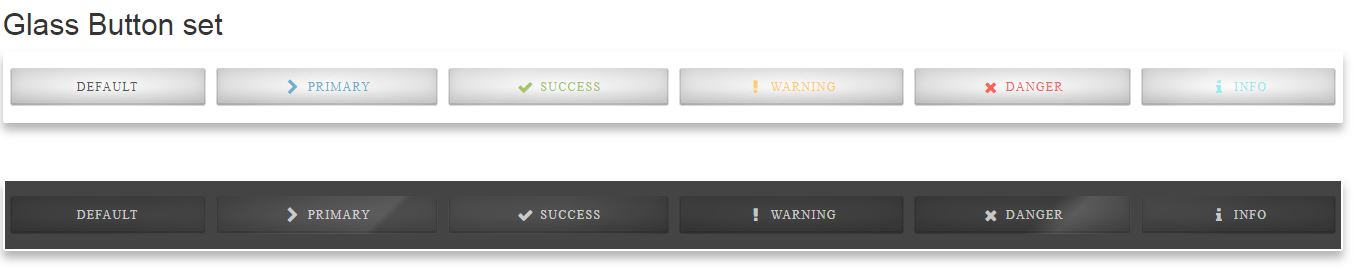 Glass Button set
DEFAULT PRIMARY SUCCESS WARNING DANGER INFO
DEFAULT PRIMARY SUCCESS WARNING DANGER INFO